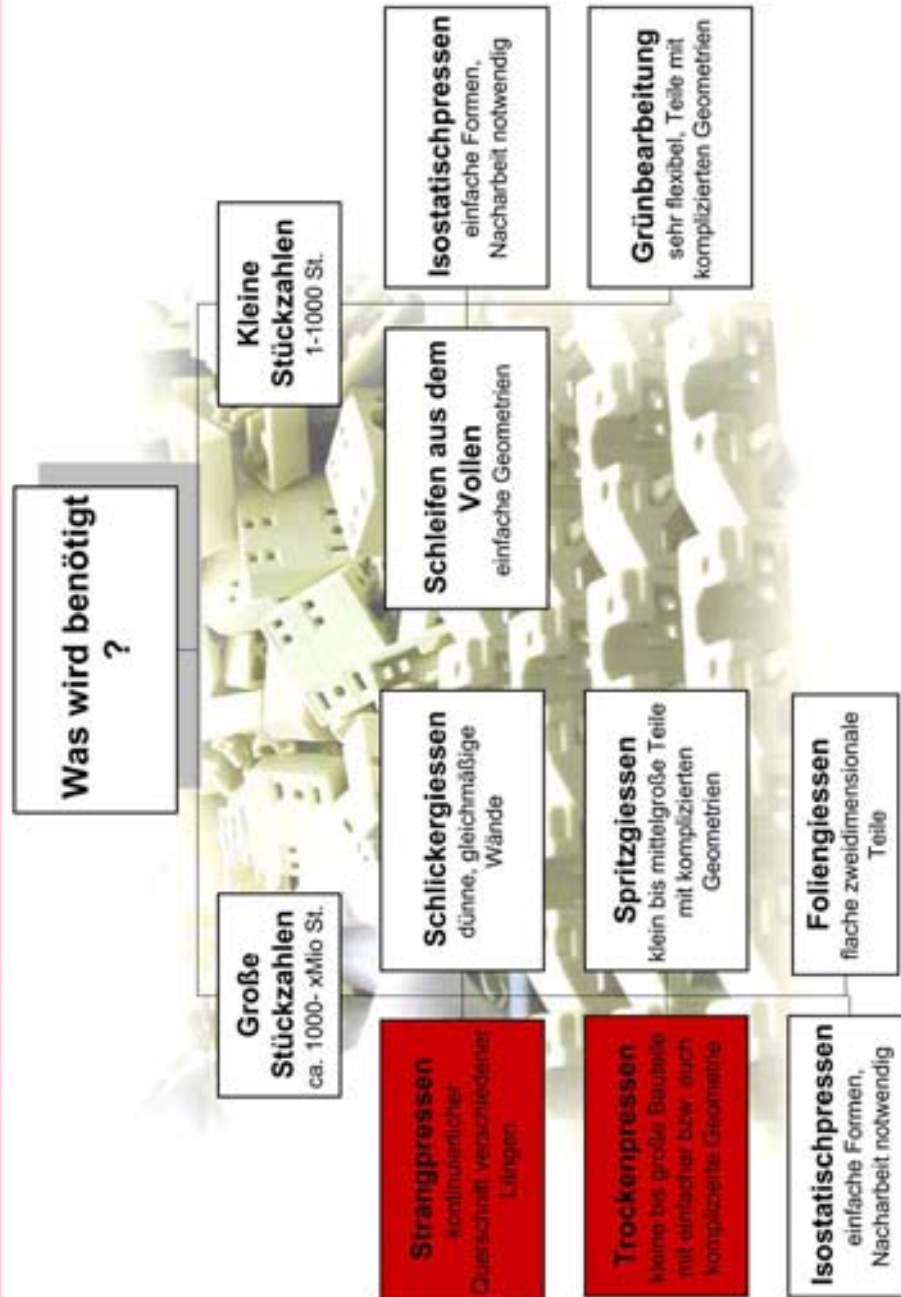 Was wird benötigt
?
Große
Stückzahlen
ca. 1000- xMio St.
Kleine
Stückzahlen
1-1000 St.
Strangpressen
kontinuierlicher
Querschnitt verschiedener
Längen
Schlickergiessen
dünne, gleichmäßige
Wände
Schleifen aus dem
Vollen
einfache Geometrien
Isostatischpressen
einfache Formen,
Nacharbeit notwendig
Trockenpressen
kleine bis große Bauteile
mit einfacher bzw. auch
komplizierte Geometrie
Spritzgiessen
klein bis mittelgroße Teile
mit komplizierten
Geometrien
Grünbearbeitung
sehr flexibel, Teile mit
komplizierten Geometrien
Isostatischpressen
einfache Formen,
Nacharbeit notwendig
Foliengiessen
flache zweidimensionale
Teile